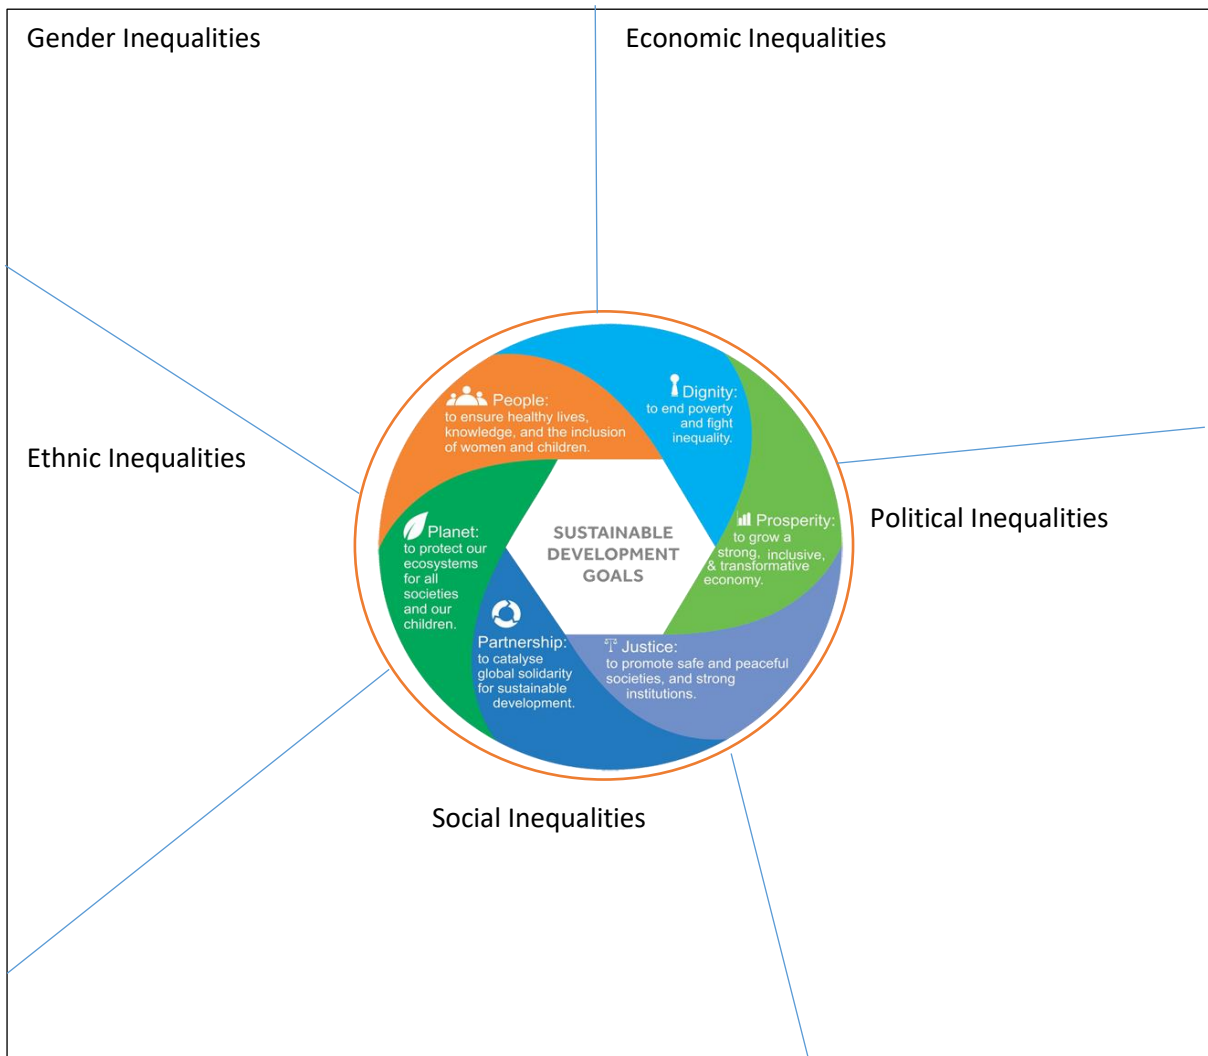 Gender Inequalities
Economic Inequalities
People:
to ensure healthy lives,
knowledge, and the inclusion
of women and children.
Dignity:
to end poverty
and fight
inequality.
Ethnic Inequalities
Planet:
to protect our
ecosystems
for all
societies
and our
children.
SUSTAINABLE
DEVELOPMENT
GOALS
Prosperity:
to grow a
strong, inclusive,
& transformative
economy.
Political Inequalities
Partnership:
to catalyse
global solidarity
for sustainable
development.
Justice:
to promote safe and peaceful
societies, and strong
institutions.
Social Inequalities